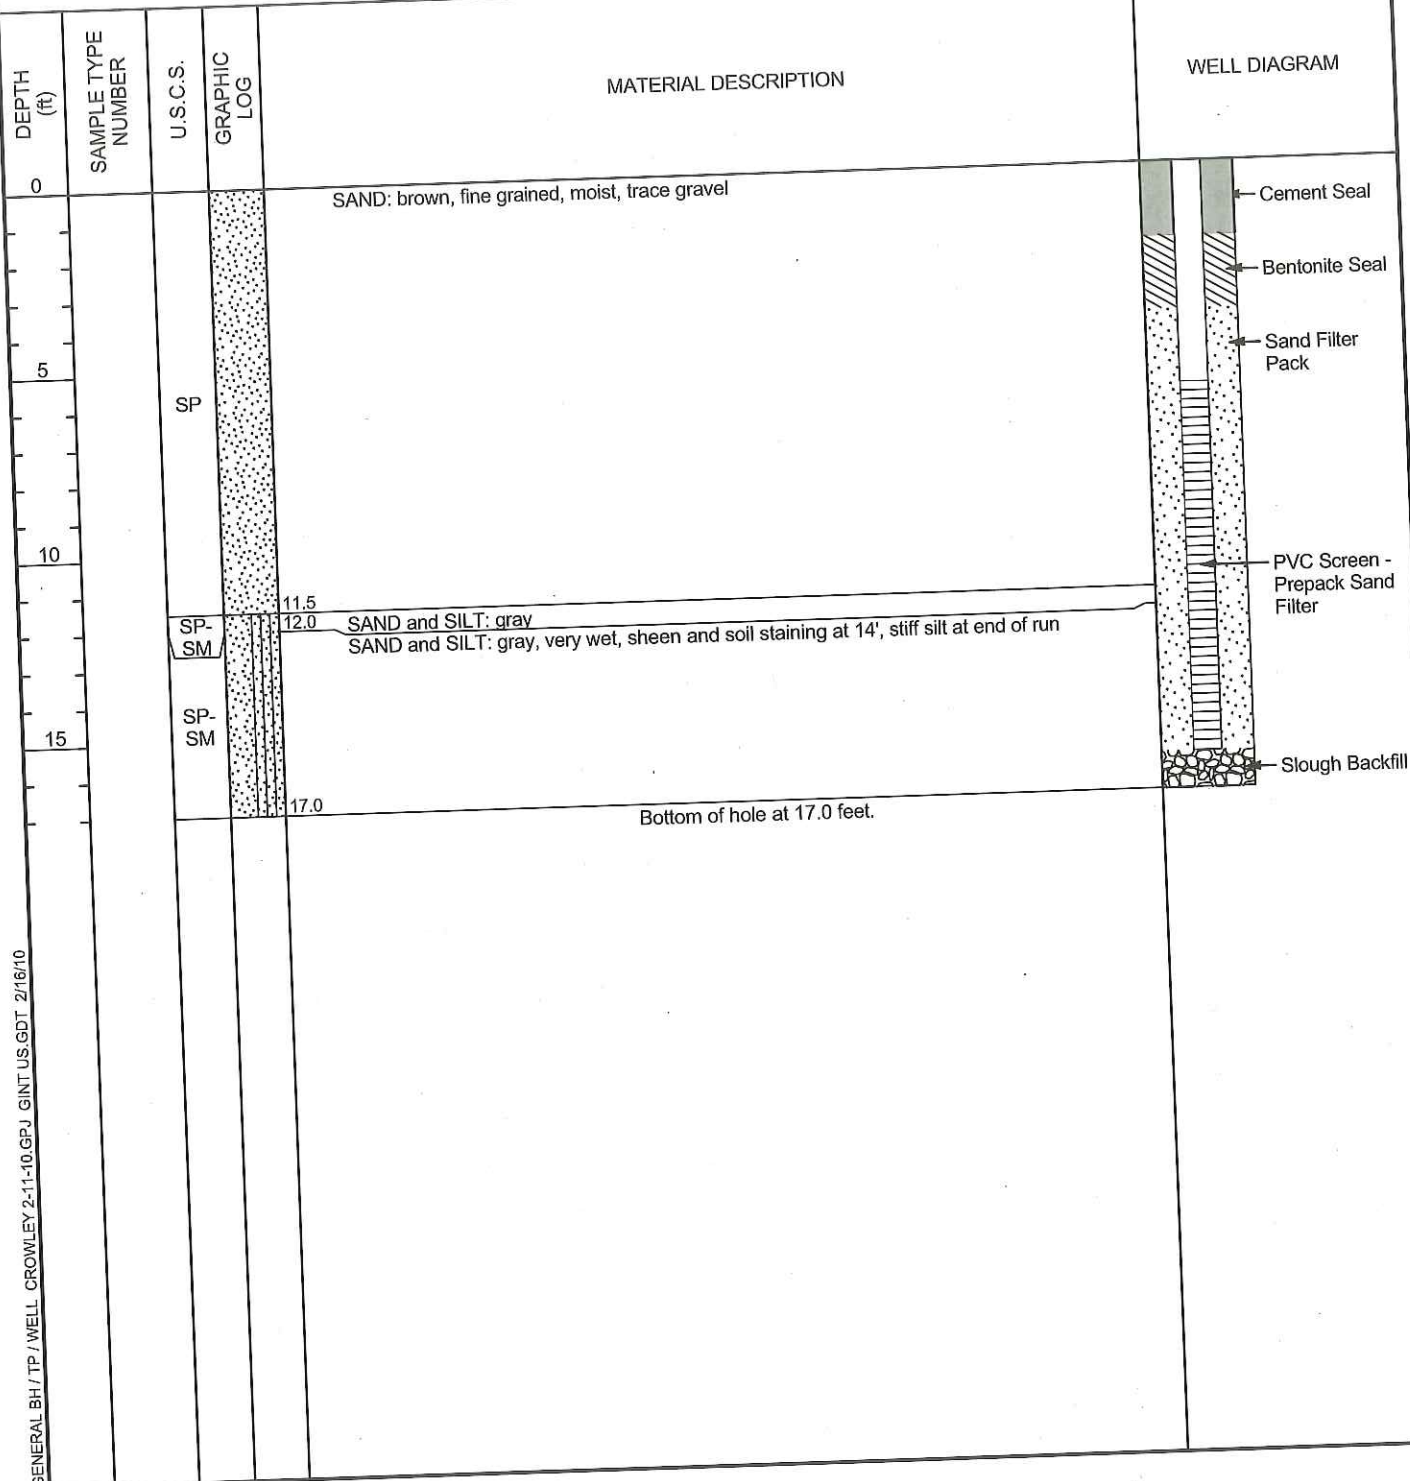 DEPTH
(ft)
SAMPLE TYPE
NUMBER
U.S.C.S.
GRAPHIC
LOG
MATERIAL DESCRIPTION
WELL DIAGRAM
0
SAND: brown, fine grained, moist, trace gravel
Cement Seal
Bentonite Seal
Sand Filter
Pack
5
SP
10
PVC Screen -
Prepack Sand
Filter
11.5
SP-
SM
12.0
SAND and SILT: gray
SAND and SILT: gray, very wet, sheen and soil staining at 14', stiff silt at end of run
SP-
SM
15
Slough Backfill
17.0
Bottom of hole at 17.0 feet.
GENERAL BH / TP / WELL CROWLEY 2-11-10.GPJ GINT US.GDT 2/16/10